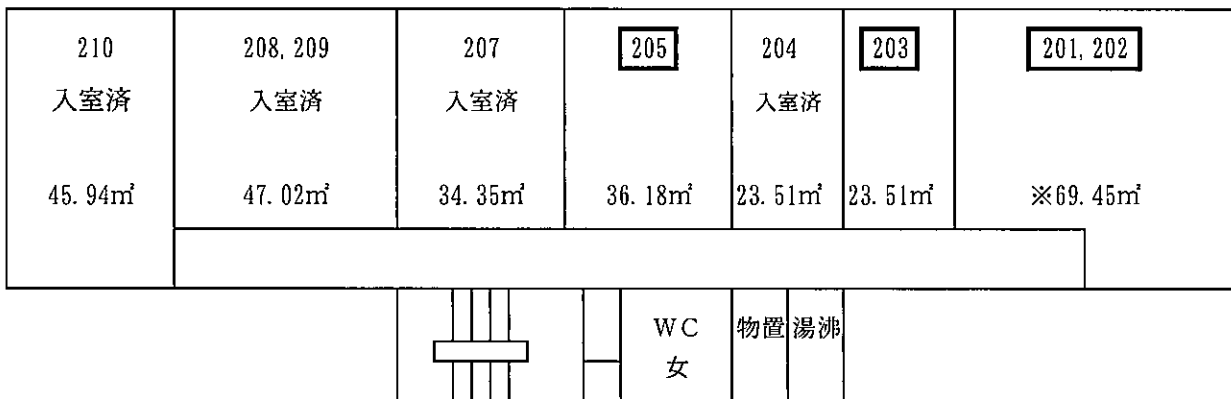 210 208, 209 207 205 204 203 201, 202
入室済 入室済 入室済 入室済
45.94㎡ 47.02㎡ 34.35㎡ 36.18㎡ 23.51㎡ 23.51㎡ ※69.45㎡
WC 物置 湯沸
女